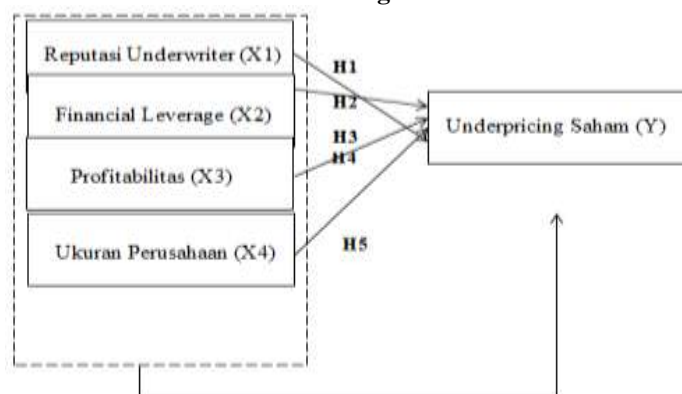 Reputasi Underwriter (X1)
H1
Financial Leverage (X2)
H2
Underpricing Saham (Y)
H3
H4
Profitabilitas (X3)
Ukuran Perusahaan (X4)
H5